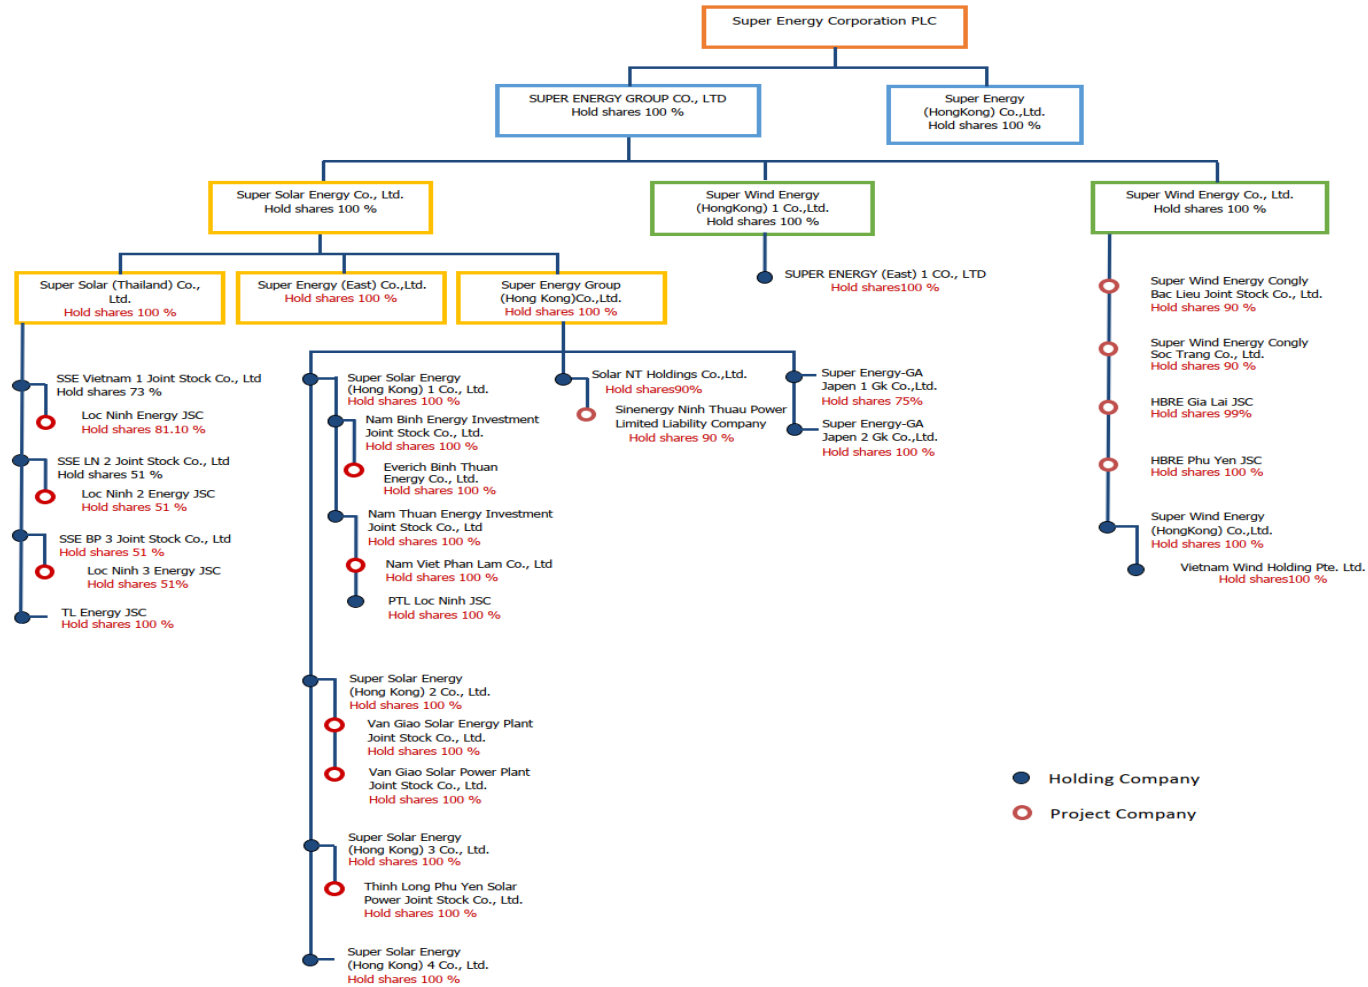 Super Energy Corporation PLC
SUPER ENERGY GROUP CO., LTD
Hold shares 100 %
Super Energy
(HongKong) Co.,Ltd.
Hold shares 100 %
Super Solar Energy Co., Ltd.
Hold shares 100 %
Super Wind Energy
(HongKong) 1 Co.,Ltd.
Hold shares 100 %
Super Wind Energy Co., Ltd.
Hold shares 100 %
Super Solar (Thailand) Co.,
Ltd.
Hold shares 100 %
Super Energy (East) Co.,Ltd.
Hold shares 100 %
Super Energy Group
(Hong Kong)Co.,Ltd.
Hold shares 100 %
SUPER ENERGY (East) 1 CO., LTD
Hold shares100 %
SSE Vietnam 1 Joint Stock Co., Ltd
Hold shares 73 %
Loc Ninh Energy JSC
Hold shares 81.10 %
SSE LN 2 Joint Stock Co., Ltd
Hold shares 51 %
Loc Ninh 2 Energy JSC
Hold shares 51 %
SSE BP 3 Joint Stock Co., Ltd
Hold shares 51 %
Loc Ninh 3 Energy JSC
Hold shares 51%
TL Energy JSC
Hold shares 100 %
Super Solar Energy
(Hong Kong) 1 Co., Ltd.
Hold shares 100 %
Nam Binh Energy Investment
Joint Stock Co., Ltd.
Hold shares 100 %
Everich Binh Thuan
Energy Co., Ltd.
Hold shares 100 %
Nam Thuan Energy Investment
Joint Stock Co., Ltd
Hold shares 100 %
Nam Viet Phan Lam Co., Ltd
Hold shares 100 %
PTL Loc Ninh JSC
Hold shares 100 %
Super Solar Energy
(Hong Kong) 2 Co., Ltd.
Hold shares 100 %
Van Giao Solar Energy Plant
Joint Stock Co., Ltd.
Hold shares 100 %
Van Giao Solar Power Plant
Joint Stock Co., Ltd.
Hold shares 100 %
Super Solar Energy
(Hong Kong) 3 Co., Ltd.
Hold shares 100 %
Thinh Long Phu Yen Solar
Power Joint Stock Co., Ltd.
Hold shares 100 %
Super Solar Energy
(Hong Kong) 4 Co., Ltd.
Hold shares 100 %
Solar NT Holdings Co.,Ltd.
Hold shares90%
Sinenergy Ninh Thuau Power
Limited Liability Company
Hold shares 90 %
Super Energy-GA
Japen 1 Gk Co.,Ltd.
Hold shares 75%
Super Energy-GA
Japen 2 Gk Co.,Ltd.
Hold shares 100 %
Super Wind Energy Congly
Bac Lieu Joint Stock Co., Ltd.
Hold shares 90 %
Super Wind Energy Congly
Soc Trang Co., Ltd.
Hold shares 90 %
HBRE Gia Lai JSC
Hold shares 99%
HBRE Phu Yen JSC
Hold shares 100 %
Super Wind Energy
(HongKong) Co.,Ltd.
Hold shares 100 %
Vietnam Wind Holding Pte. Ltd.
Hold shares100 %
Holding Company
Project Company